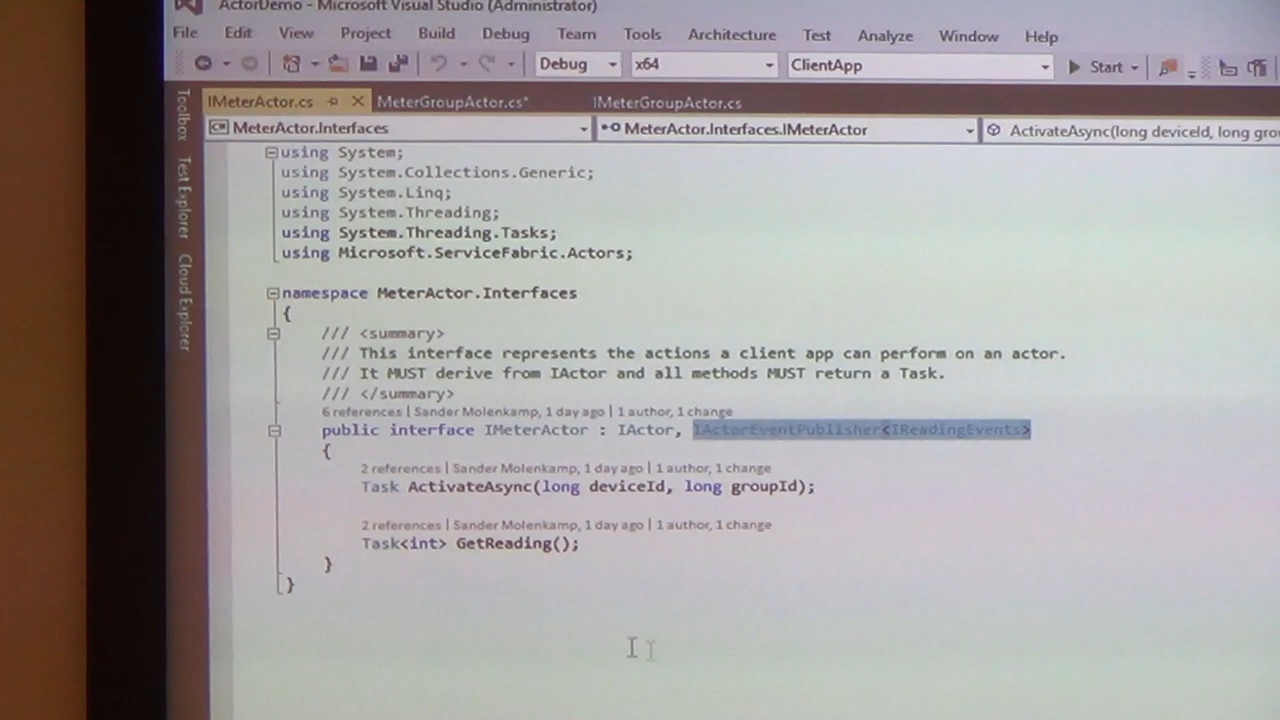 ActorDemo - Microsoft Visual Studio (Administrator)
File Edit View Project Build Debug Team Tools Architecture Test Analyze Window Help
Debug x64 ClientApp Start
IMeterActor.cs MeterGroupActor.cs* IMeterGroupActor.cs
MeterActor.Interfaces MeterActor.Interfaces.IMeterActor ActivateAsync(long deviceId, long grou
Toolbox
Test Explorer
Cloud Explorer
using System;
using System.Collections.Generic;
using System.Linq;
using System.Threading;
using System.Threading.Tasks;
using Microsoft.ServiceFabric.Actors;
namespace MeterActor.Interfaces
{
/// <summary>
/// This interface represents the actions a client app can perform on an actor.
/// It MUST derive from IActor and all methods MUST return a Task.
/// </summary>
6 references | Sander Molenkamp, 1 day ago | 1 author, 1 change
public interface IMeterActor : IActor, IActorEventPublisher<IReadingEvents>
{
2 references | Sander Molenkamp, 1 day ago | 1 author, 1 change
Task ActivateAsync(long deviceId, long groupId);
2 references | Sander Molenkamp, 1 day ago | 1 author, 1 change
Task<int> GetReading();
}
}